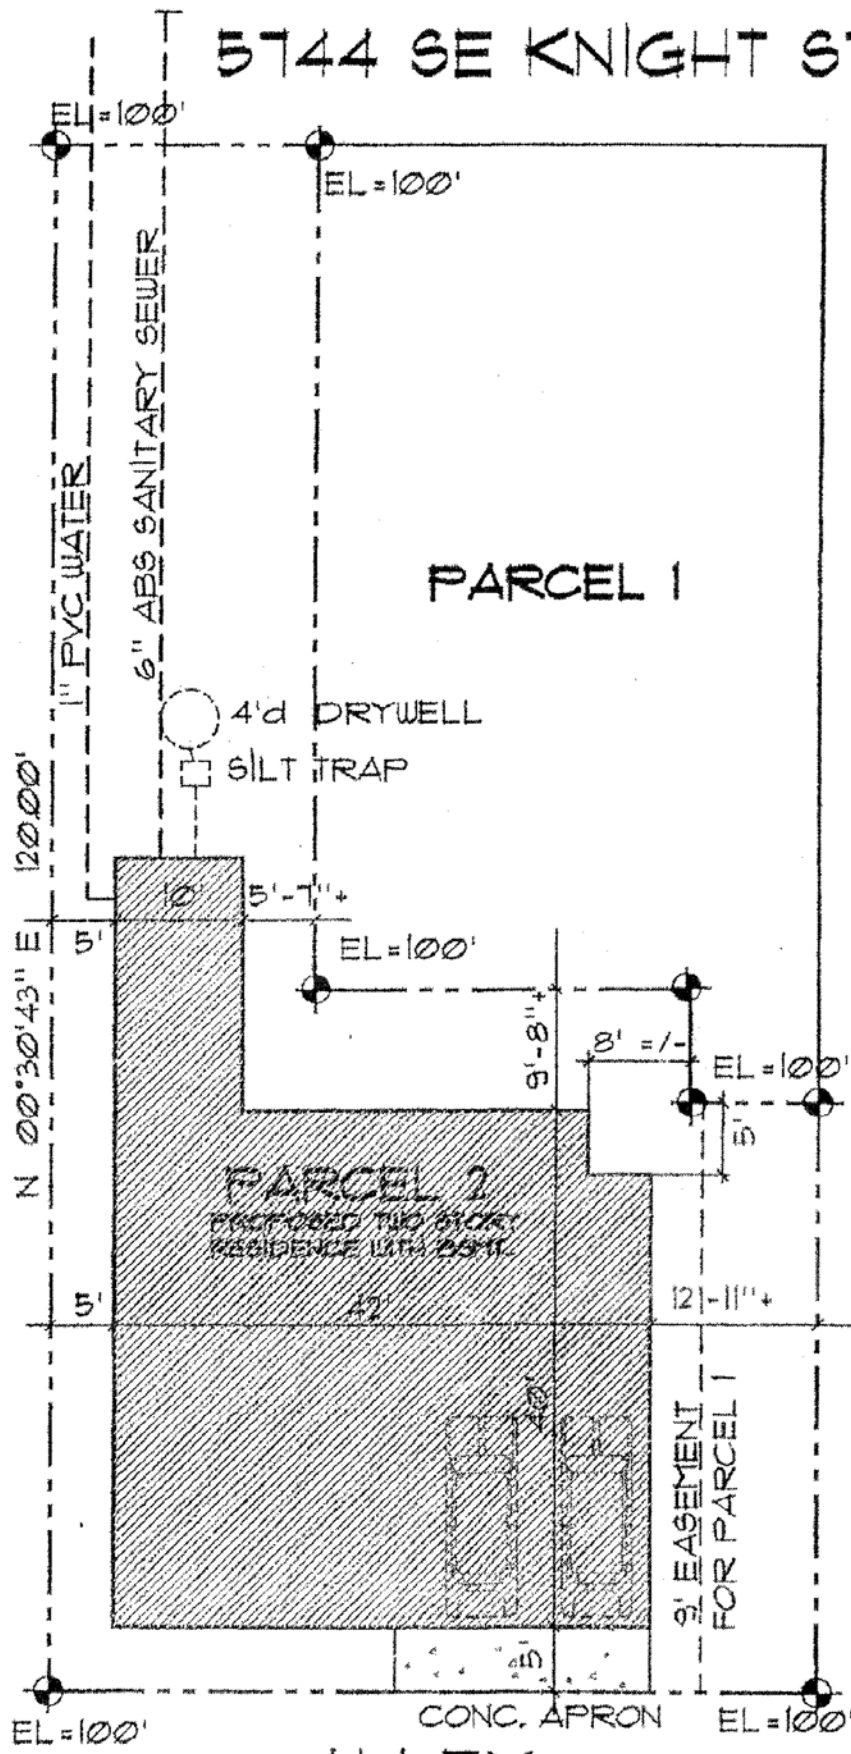 5744 SE KNIGHT ST
EL=100'
EL=100'
6" ABS SANITARY SEWER
1" PVC WATER
PARCEL 1
4'd DRYWELL
SILT TRAP
N 00°30'43" E 120.00'
10'
5'-7"+
5'
EL=100'
9'-8"+
8' =/-
EL=100'
5'
PARCEL 2
PROPOSED TWO STORY
RESIDENCE WITH BSMT.
5'
42'
12'-11"+
40'
9' EASEMENT
FOR PARCEL 1
5'
CONC. APRON
EL=100'
EL=100'